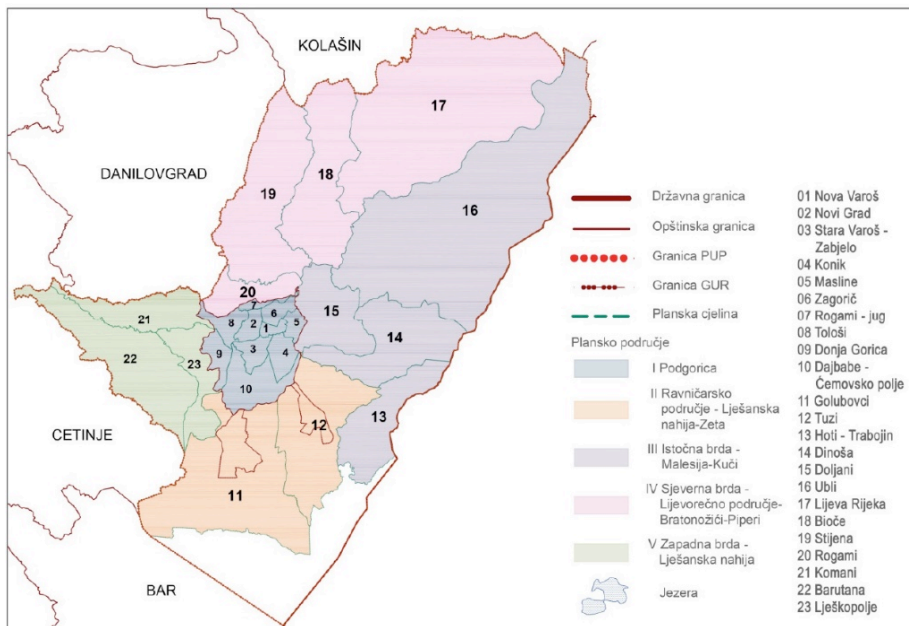 KOLAŠIN
17
DANILOVGRAD
18
19
16
20
7
6
21
8
2
1
5
15
22
23
9
3
4
14
10
13
CETINJE
12
11
BAR
Državna granica
Opštinska granica
Granica PUP
Granica GUR
Planska cjelina
Plansko područje
I Podgorica
II Ravničarsko
područje - Lješanska
nahija-Zeta
III Istočna brda -
Malesija-Kuči
IV Sjeverna brda -
Lijevorečno područje-
Bratonožići-Piperi
V Zapadna brda -
Lješanska nahija
Jezera
01 Nova Varoš
02 Novi Grad
03 Stara Varoš -
Zabjelo
04 Konik
05 Masline
06 Zagorič
07 Rogami - jug
08 Tološi
09 Donja Gorica
10 Dajbabe -
Ćemovsko polje
11 Golubovci
12 Tuzi
13 Hoti - Trabojin
14 Dinoša
15 Doljani
16 Ubli
17 Lijeva Rijeka
18 Bioče
19 Stijena
20 Rogami
21 Komani
22 Barutana
23 Lješkopolje